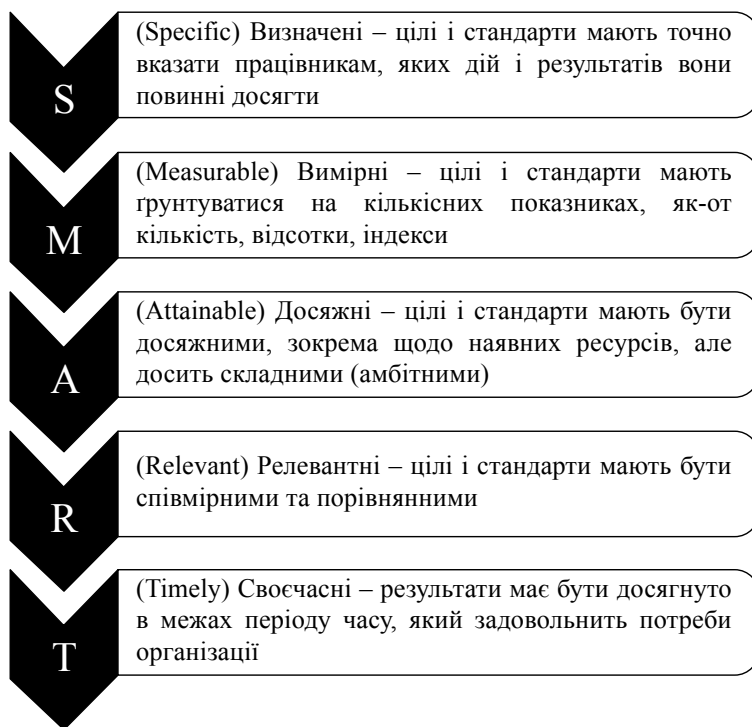 S
(Specific) Визначені – цілі і стандарти мають точно
вказати працівникам, яких дій і результатів вони
повинні досягти
M
(Measurable) Вимірні – цілі і стандарти мають
ґрунтуватися на кількісних показниках, як-от
кількість, відсотки, індекси
A
(Attainable) Досяжні – цілі і стандарти мають бути
досяжними, зокрема щодо наявних ресурсів, але
досить складними (амбітними)
R
(Relevant) Релевантні – цілі і стандарти мають бути
співмірними та порівнянними
T
(Timely) Своєчасні – результати має бути досягнуто
в межах періоду часу, який задовольнить потреби
організації